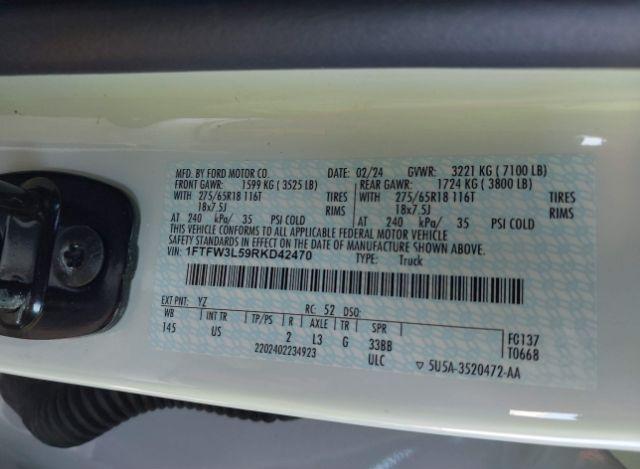 MFD. BY FORD MOTOR CO. DATE: 02/24 GVWR: 3221 KG ( 7100 LB)
FRONT GAWR: 1599 KG ( 3525 LB) REAR GAWR: 1724 KG ( 3800 LB)
WITH 275/65R18 116T TIRES WITH 275/65R18 116T TIRES
18x7.5J RIMS 18x7.5J RIMS
AT 240 kPa/ 35 PSI COLD AT 240 kPa/ 35 PSI COLD
THIS VEHICLE CONFORMS TO ALL APPLICABLE FEDERAL MOTOR VEHICLE
SAFETY STANDARDS IN EFFECT ON THE DATE OF MANUFACTURE SHOWN ABOVE.
VIN: 1FTFW3L59RKD42470 TYPE: Truck
EXT PNT: YZ RC: 52 DSO:
WB INT TR TP/PS R AXLE TR SPR
145 US 2 L3 G 33BB FG137
2202402234923 ULC T0668
▽ 5U5A-3520472-AA